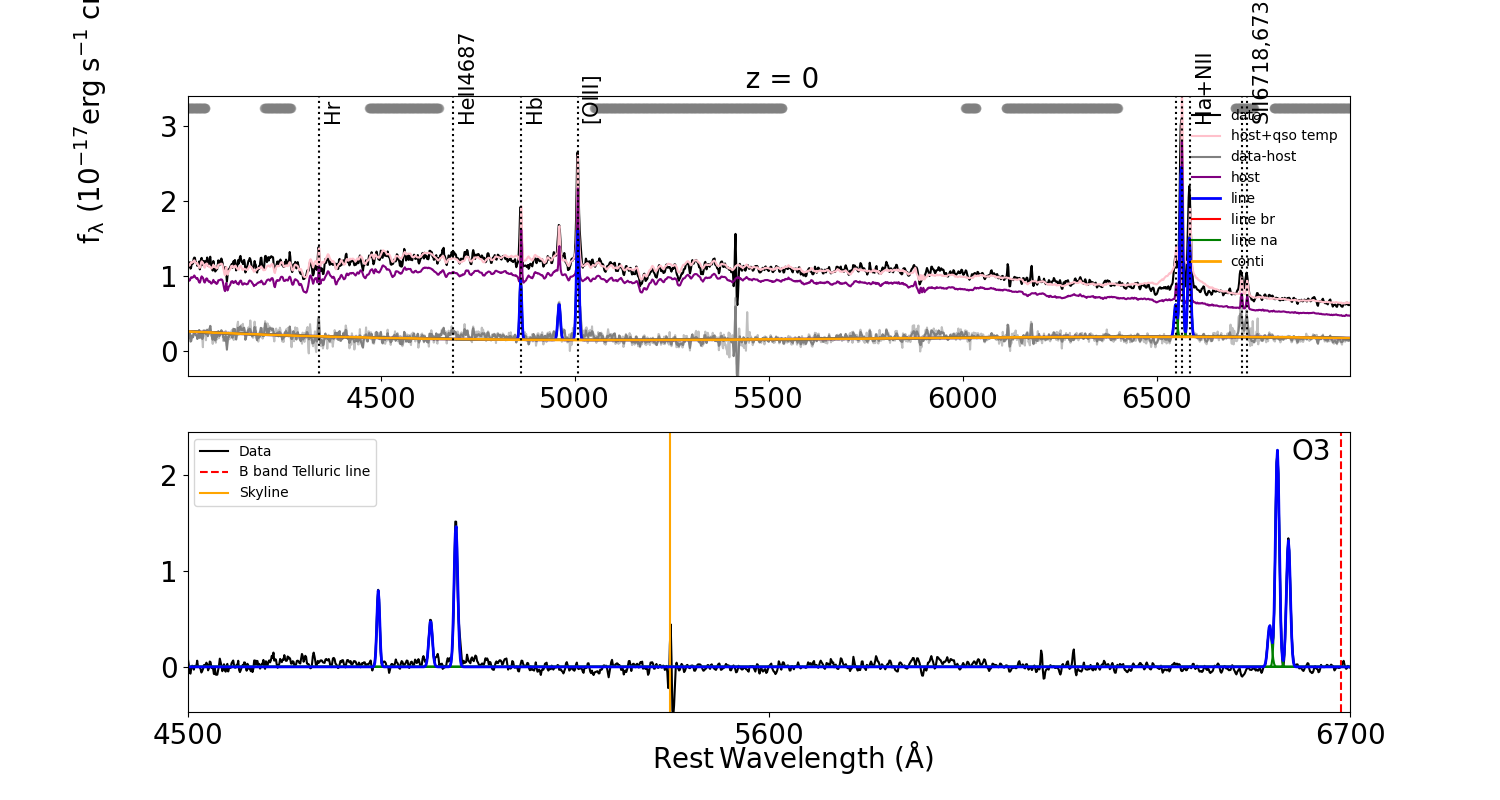 z = 0
f_λ (10⁻¹⁷erg s⁻¹ c
Hr
HeII4687
Hb
[OIII]
Ha+NII
SII6718,673
3
2
1
0
data
host+qso temp
data-host
host
line
line br
line na
conti
4500
5000
5500
6000
6500
Data
B band Telluric line
Skyline
O3
2
1
0
4500
5600
6700
Rest Wavelength (Å)